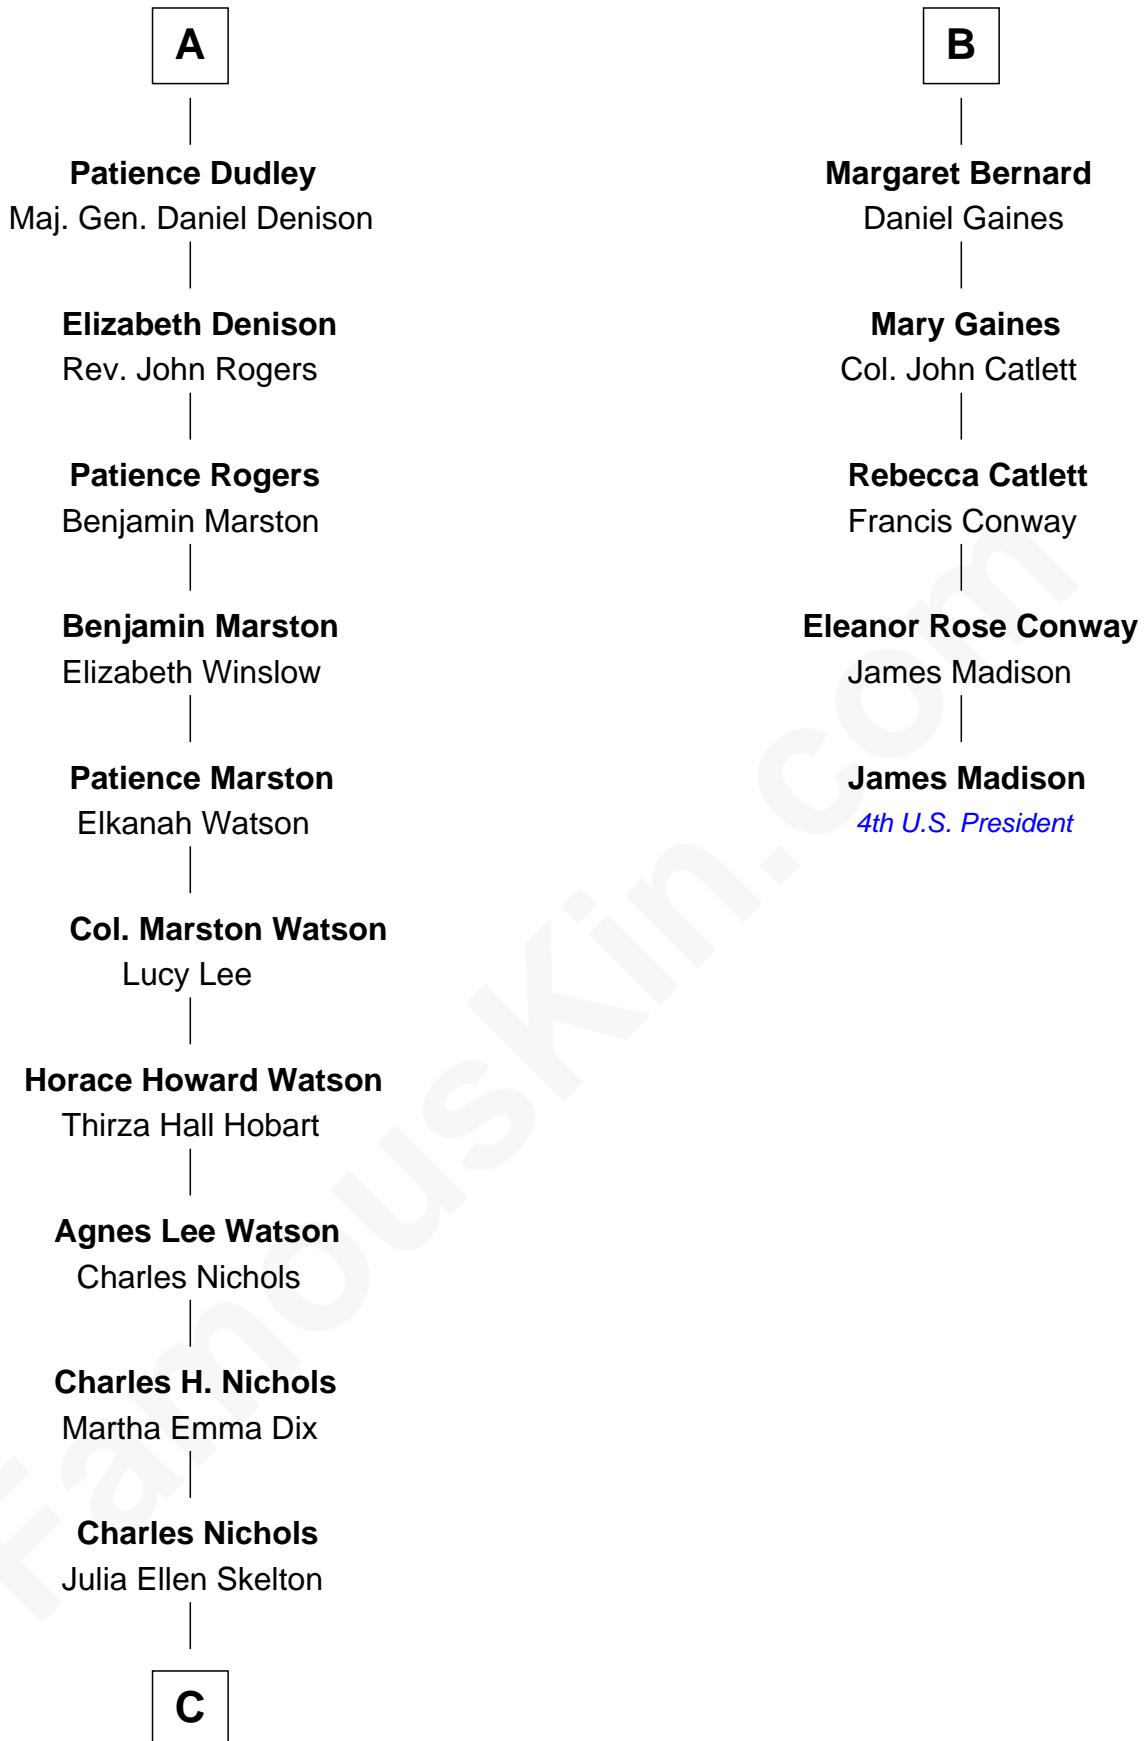 A
Patience Dudley
Maj. Gen. Daniel Denison
Elizabeth Denison
Rev. John Rogers
Patience Rogers
Benjamin Marston
Benjamin Marston
Elizabeth Winslow
Patience Marston
Elkanah Watson
Col. Marston Watson
Lucy Lee
Horace Howard Watson
Thirza Hall Hobart
Agnes Lee Watson
Charles Nichols
Charles H. Nichols
Martha Emma Dix
Charles Nichols
Julia Ellen Skelton
C
B
Margaret Bernard
Daniel Gaines
Mary Gaines
Col. John Catlett
Rebecca Catlett
Francis Conway
Eleanor Rose Conway
James Madison
James Madison
4th U.S. President
FamousKin.com